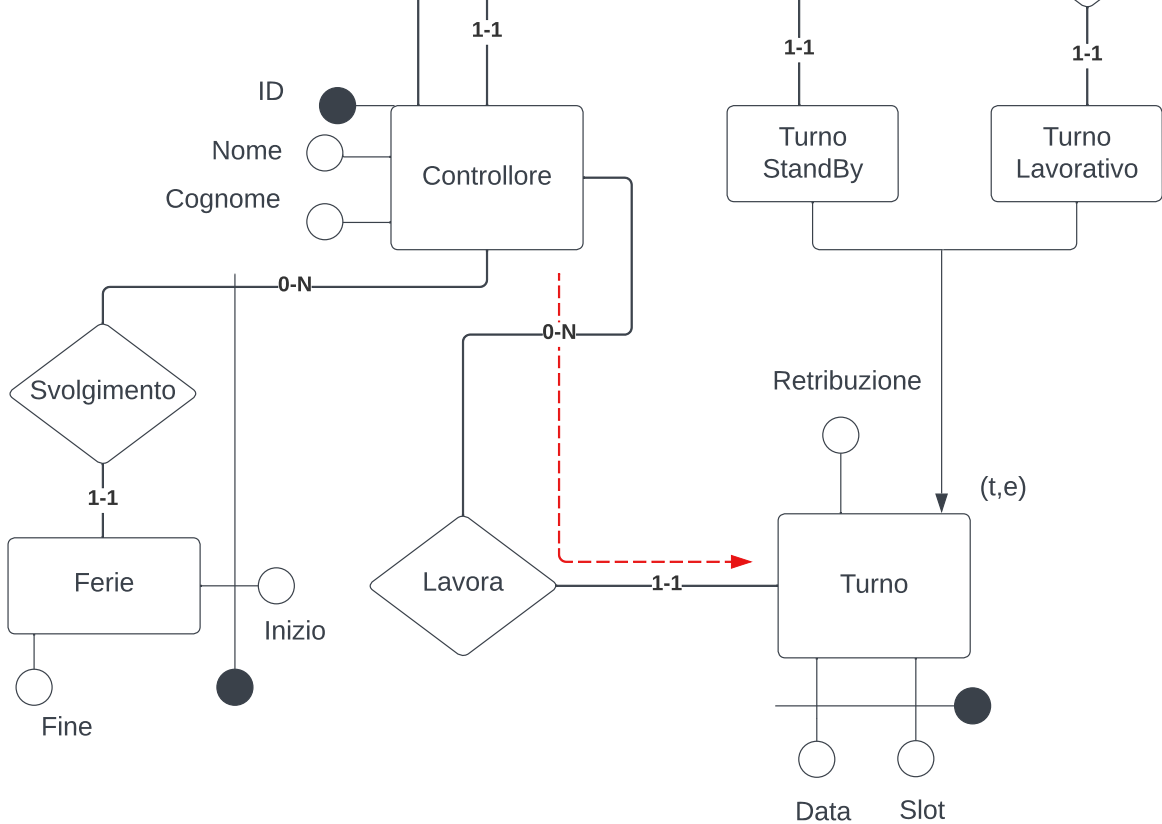 1-1
1-1
1-1
ID
Nome
Cognome
Controllore
Turno
StandBy
Turno
Lavorativo
0-N
0-N
Svolgimento
Retribuzione
1-1
(t,e)
Ferie
Lavora
1-1
Turno
Inizio
Fine
Data
Slot